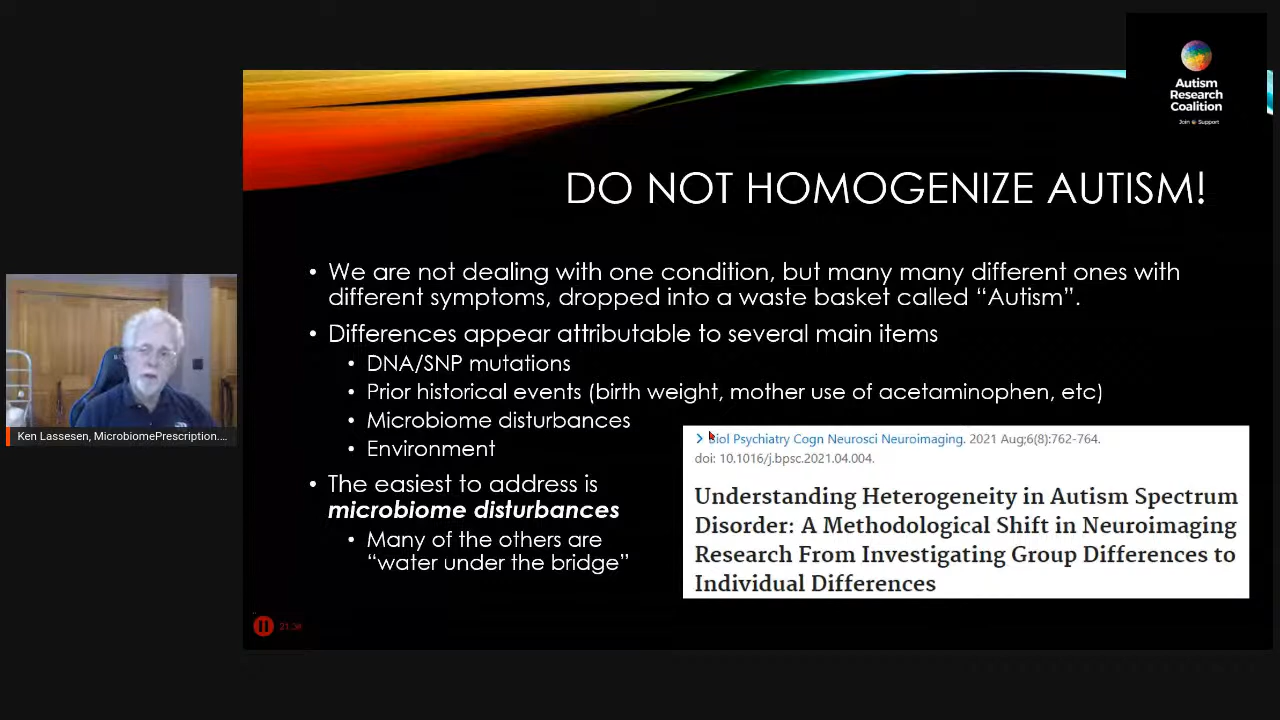 Autism
Research
Coalition
Join Support
DO NOT HOMOGENIZE AUTISM!
• We are not dealing with one condition, but many many different ones with
different symptoms, dropped into a waste basket called “Autism”.
• Differences appear attributable to several main items
• DNA/SNP mutations
• Prior historical events (birth weight, mother use of acetaminophen, etc)
• Microbiome disturbances
• Environment
• The easiest to address is
microbiome disturbances
• Many of the others are
“water under the bridge”
Biol Psychiatry Cogn Neurosci Neuroimaging. 2021 Aug;6(8):762-764.
doi: 10.1016/j.bpsc.2021.04.004.
Understanding Heterogeneity in Autism Spectrum
Disorder: A Methodological Shift in Neuroimaging
Research From Investigating Group Differences to
Individual Differences
Ken Lassesen, MicrobiomePrescription....